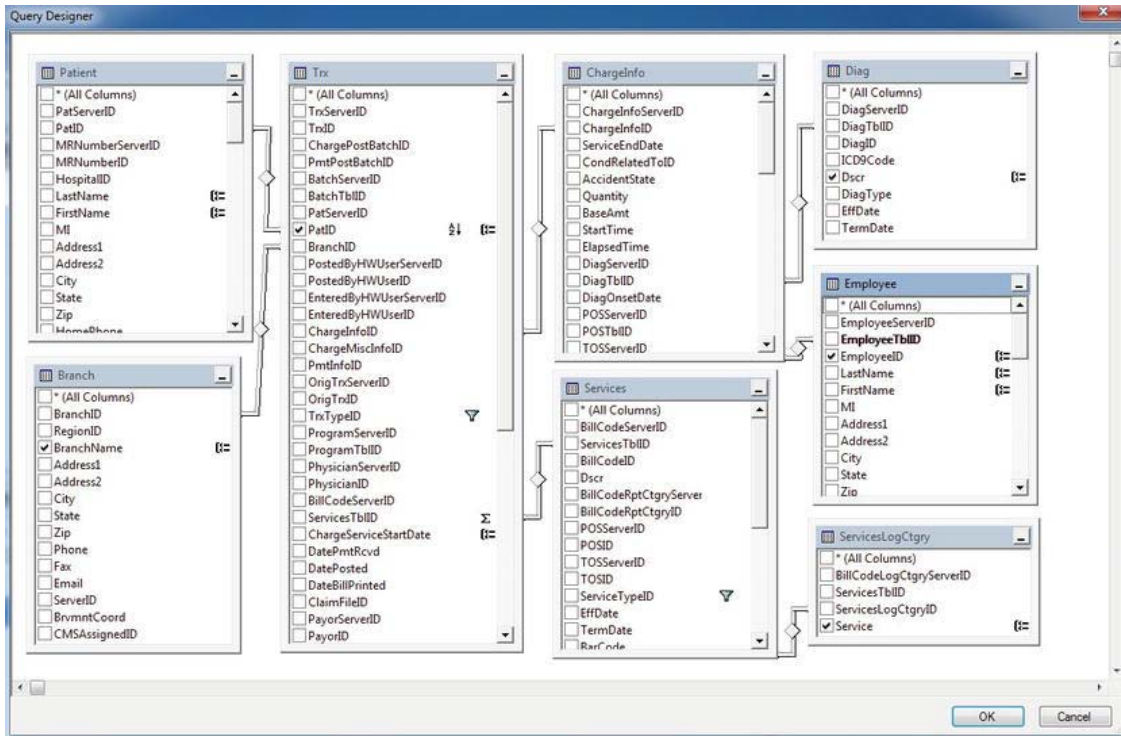 Query Designer
Patient
* (All Columns)
PatServerID
PatID
MRNumberServerID
MRNumberID
HospitalID
LastName
FirstName
MI
Address1
Address2
City
State
Zip
HomePhone
Branch
* (All Columns)
BranchID
RegionID
BranchName
Address1
Address2
City
State
Zip
Phone
Fax
Email
ServerID
BrvmntCoord
CMSAssignedID
Trx
* (All Columns)
TrxServerID
TrxID
ChargePostBatchID
PmtPostBatchID
BatchServerID
BatchTblID
PatServerID
PatID
BranchID
PostedByHWUserServerID
PostedByHWUserID
EnteredByHWUserServerID
EnteredByHWUserID
ChargeInfoID
ChargeMiscInfoID
PmtInfoID
OrigTrxServerID
OrigTrxID
TrxTypeID
ProgramServerID
ProgramTblID
PhysicianServerID
PhysicianID
BillCodeServerID
ServicesTblID Σ
ChargeServiceStartDate
DatePmtRcvd
DatePosted
DateBillPrinted
ClaimFileID
PayorServerID
PayorID
ChargeInfo
* (All Columns)
ChargeInfoServerID
ChargeInfoID
ServiceEndDate
CondRelatedToID
AccidentState
Quantity
BaseAmt
StartTime
ElapsedTime
DiagServerID
DiagTblID
DiagOnsetDate
POSServerID
POSTblID
TOSServerID
Services
* (All Columns)
BillCodeServerID
ServicesTblID
BillCodeID
Dscr
BillCodeRptCtgryServer
BillCodeRptCtgryID
POSServerID
POSID
TOSServerID
TOSID
ServiceTypeID
EffDate
TermDate
BarCode
Diag
* (All Columns)
DiagServerID
DiagTblID
DiagID
ICD9Code
Dscr
DiagType
EffDate
TermDate
Employee
* (All Columns)
EmployeeServerID
EmployeeTblID
EmployeeID
LastName
FirstName
MI
Address1
Address2
City
State
Zip
ServicesLogCtgry
* (All Columns)
BillCodeLogCtgryServerID
ServicesTblID
ServicesLogCtgryID
Service
OK
Cancel